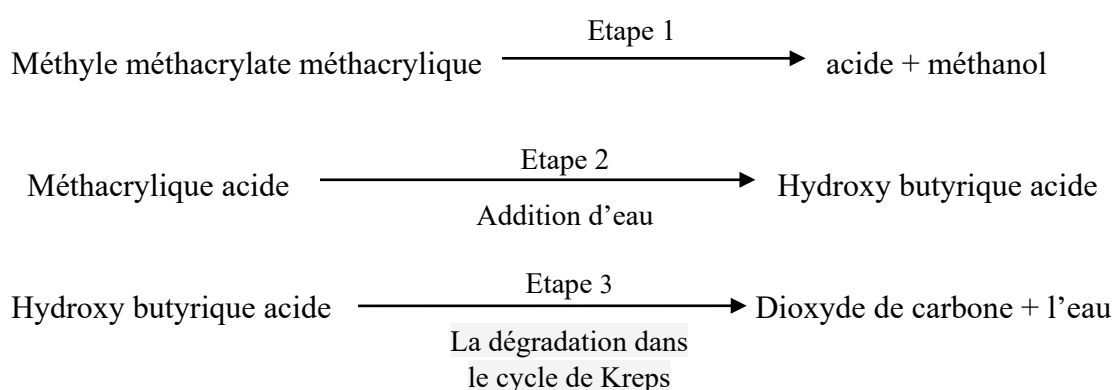 Etape 1
Méthyle méthacrylate méthacrylique acide + méthanol
Etape 2
Méthacrylique acide Hydroxy butyrique acide
Addition d’eau
Etape 3
Hydroxy butyrique acide Dioxyde de carbone + l’eau
La dégradation dans
le cycle de Kreps